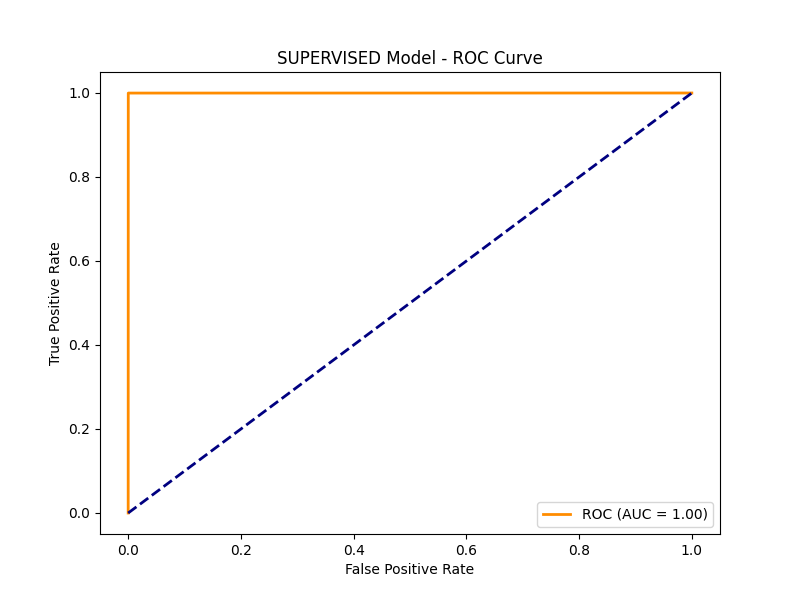 SUPERVISED Model - ROC Curve
True Positive Rate
1.0
0.8
0.6
0.4
0.2
0.0
ROC (AUC = 1.00)
0.0 0.2 0.4 0.6 0.8 1.0
False Positive Rate